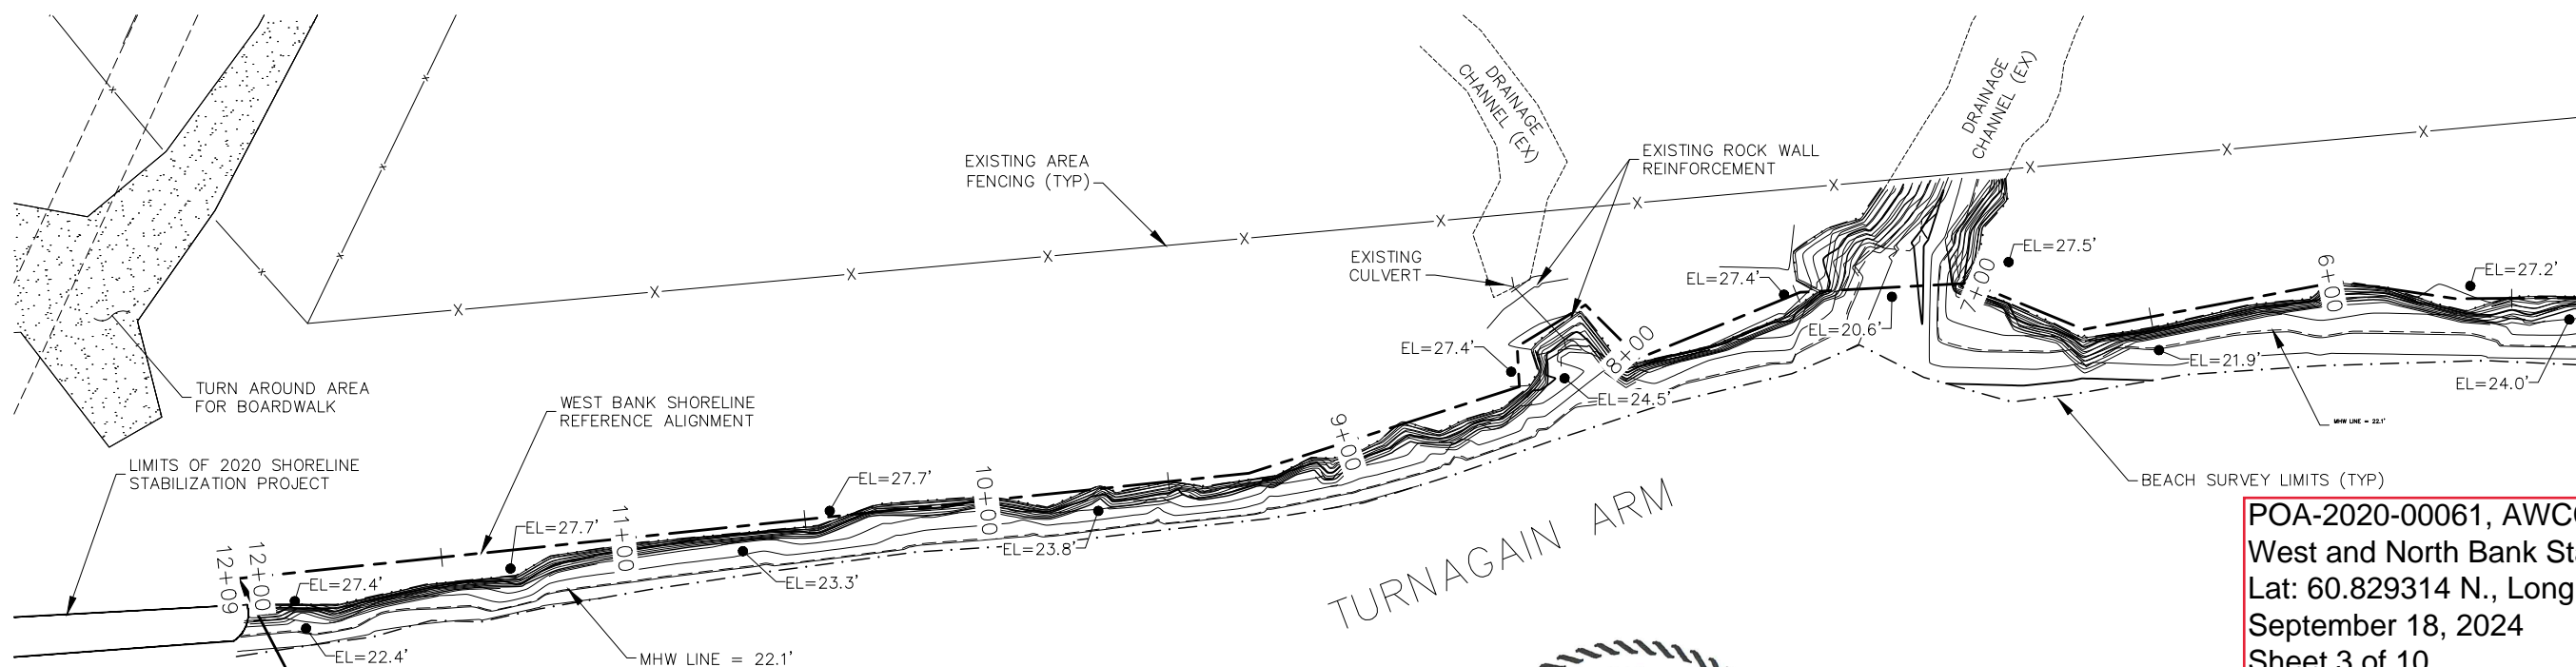 DRAINAGE
CHANNEL (EX)
DRAINAGE
CHANNEL (EX)
EXISTING AREA
FENCING (TYP)
EXISTING ROCK WALL
REINFORCEMENT
EXISTING
CULVERT
EL=27.4'
EL=27.5'
EL=27.2'
6+00
7+00
EL=20.6'
EL=27.4'
8+00
EL=21.9'
EL=24.0'
EL=24.5'
MHW LINE = 22.1'
TURN AROUND AREA
FOR BOARDWALK
WEST BANK SHORELINE
REFERENCE ALIGNMENT
9+00
LIMITS OF 2020 SHORELINE
STABILIZATION PROJECT
EL=27.7'
10+00
BEACH SURVEY LIMITS (TYP)
EL=27.7'
11+00
EL=23.8'
TURNAGAIN ARM
12+09
12+00
EL=27.4'
EL=23.3'
EL=22.4'
MHW LINE = 22.1'
POA-2020-00061, AWC
West and North Bank Sta
Lat: 60.829314 N., Long
September 18, 2024
Sheet 3 of 10